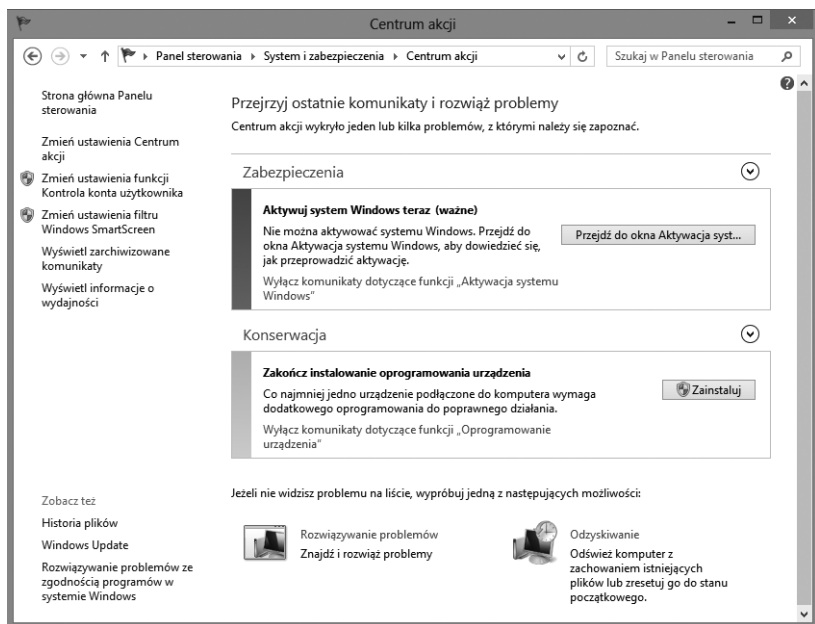 Centrum akcji
Panel sterowania System i zabezpieczenia Centrum akcji
Szukaj w Panelu sterowania
Strona główna Panelu
sterowania
Zmień ustawienia Centrum
akcji
Zmień ustawienia funkcji
Kontrola konta użytkownika
Zmień ustawienia filtru
Windows SmartScreen
Wyświetl zarchiwizowane
komunikaty
Wyświetl informacje o
wydajności
Przejrzyj ostatnie komunikaty i rozwiąż problemy
Centrum akcji wykryło jeden lub kilka problemów, z którymi należy się zapoznać.
Zabezpieczenia
Aktywuj system Windows teraz (ważne)
Nie można aktywować systemu Windows. Przejdź do
okna Aktywacja systemu Windows, aby dowiedzieć się,
jak przeprowadzić aktywację.
Przejdź do okna Aktywacja syst...
Wyłącz komunikaty dotyczące funkcji „Aktywacja systemu
Windows"
Konserwacja
Zakończ instalowanie oprogramowania urządzenia
Co najmniej jedno urządzenie podłączone do komputera wymaga
dodatkowego oprogramowania do poprawnego działania.
Zainstaluj
Wyłącz komunikaty dotyczące funkcji „Oprogramowanie
urządzenia"
Jeżeli nie widzisz problemu na liście, wypróbuj jedną z następujących możliwości:
Rozwiązywanie problemów
Znajdź i rozwiąż problemy
Odzyskiwanie
Odśwież komputer z
zachowaniem istniejących
plików lub zresetuj go do stanu
początkowego.
Zobacz też
Historia plików
Windows Update
Rozwiązywanie problemów ze
zgodnością programów w
systemie Windows